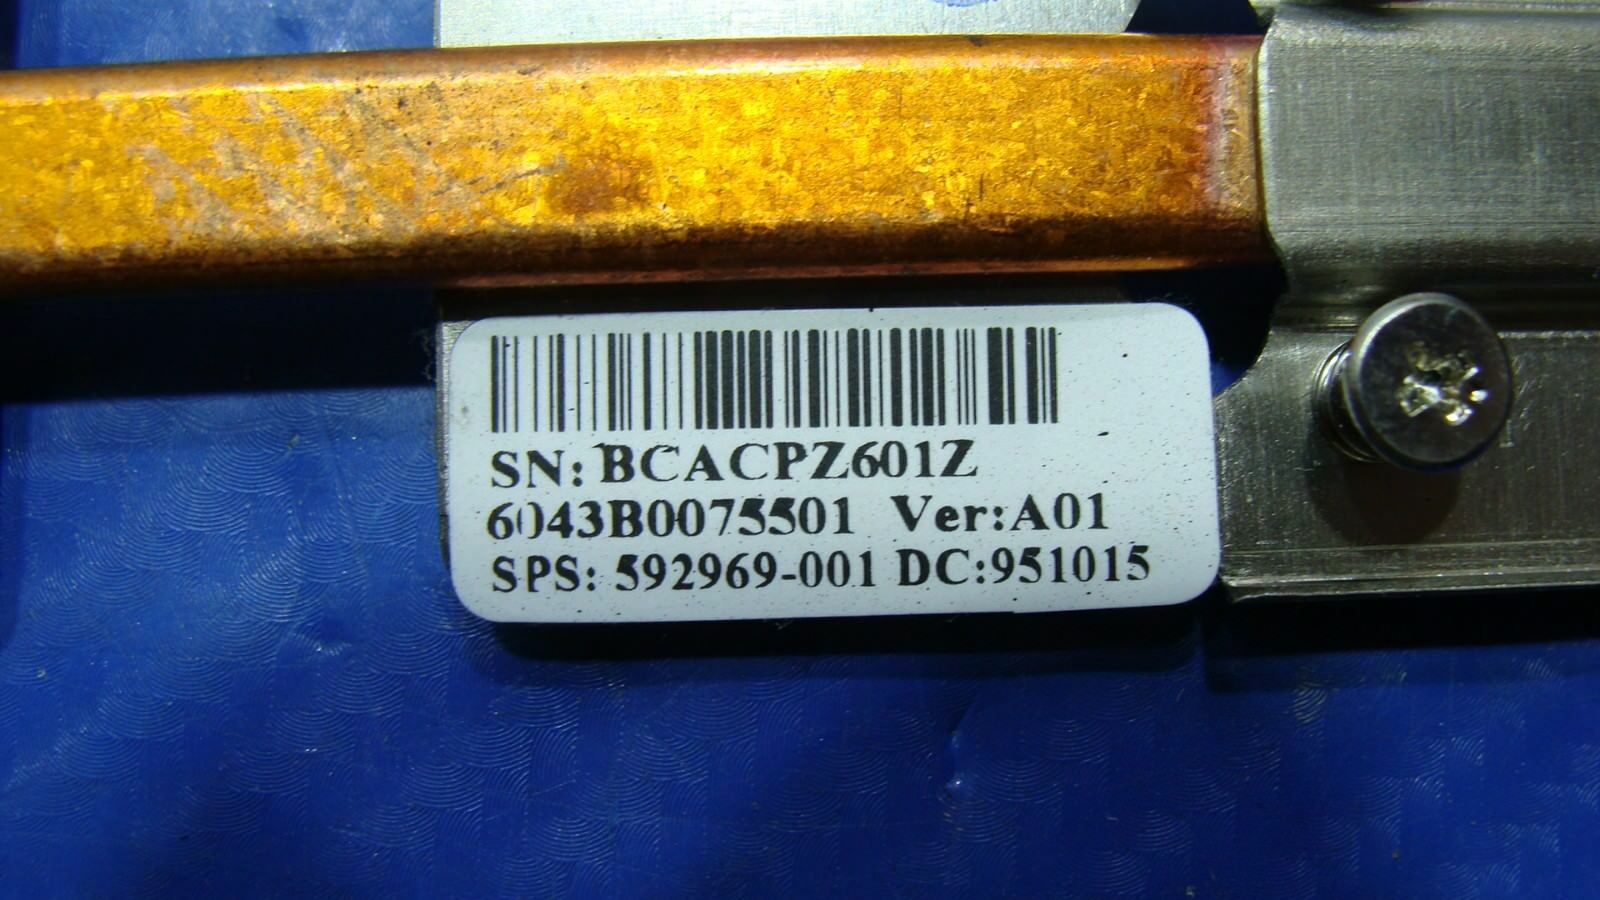 SN: BCACPZ601Z
6043B0075501 Ver:A01
SPS: 592969-001 DC:951015